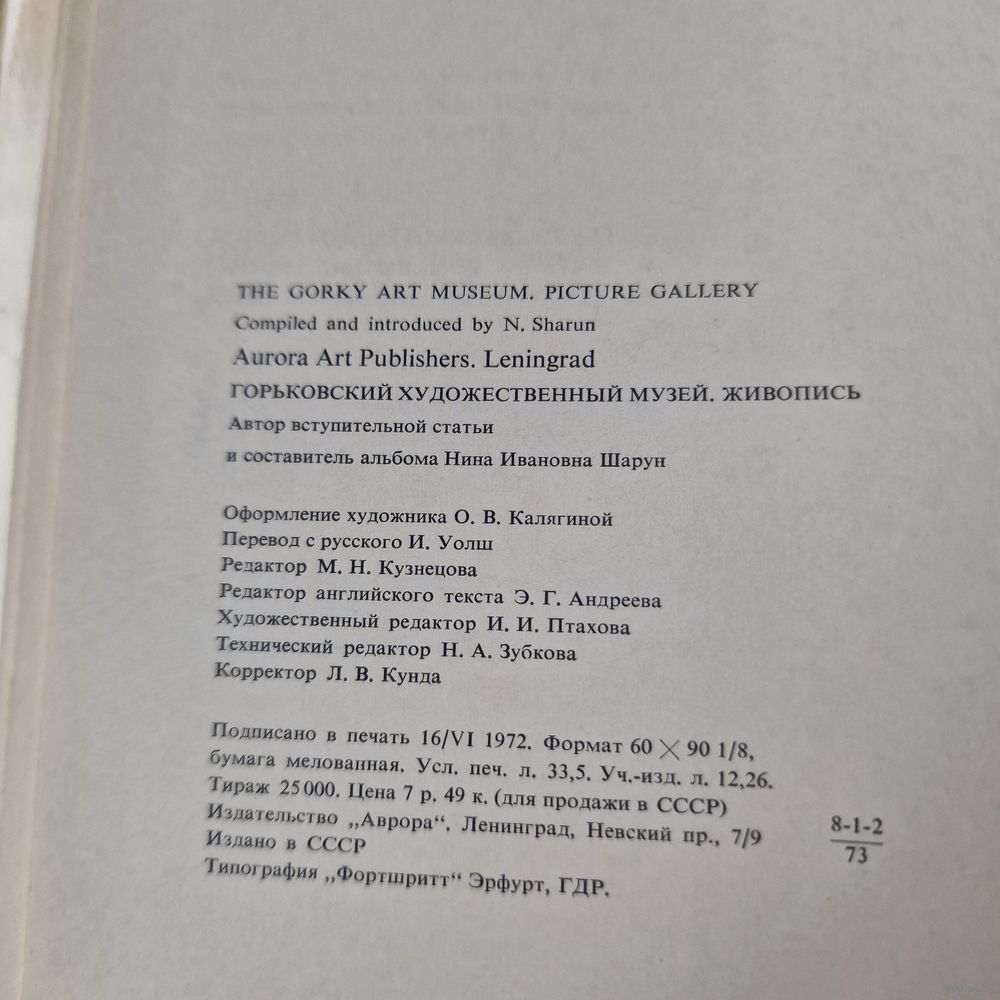 THE GORKY ART MUSEUM. PICTURE GALLERY
Compiled and introduced by N. Sharun
Aurora Art Publishers. Leningrad
ГОРЬКОВСКИЙ ХУДОЖЕСТВЕННЫЙ МУЗЕЙ. ЖИВОПИСЬ
Автор вступительной статьи
и составитель альбома Нина Ивановна Шарун
Оформление художника О. В. Калягиной
Перевод с русского И. Уолш
Редактор М. Н. Кузнецова
Редактор английского текста Э. Г. Андреева
Художественный редактор И. И. Птахова
Технический редактор Н. А. Зубкова
Корректор Л. В. Кунда
Подписано в печать 16/VI 1972. Формат 60 × 90 1/8,
бумага мелованная. Усл. печ. л. 33,5. Уч.-изд. л. 12,26.
Тираж 25000. Цена 7 р. 49 к. (для продажи в СССР)
Издательство „Аврора“. Ленинград, Невский пр., 7/9
Издано в СССР
Типография „Фортшритт“ Эрфурт, ГДР.
8-1-2
73